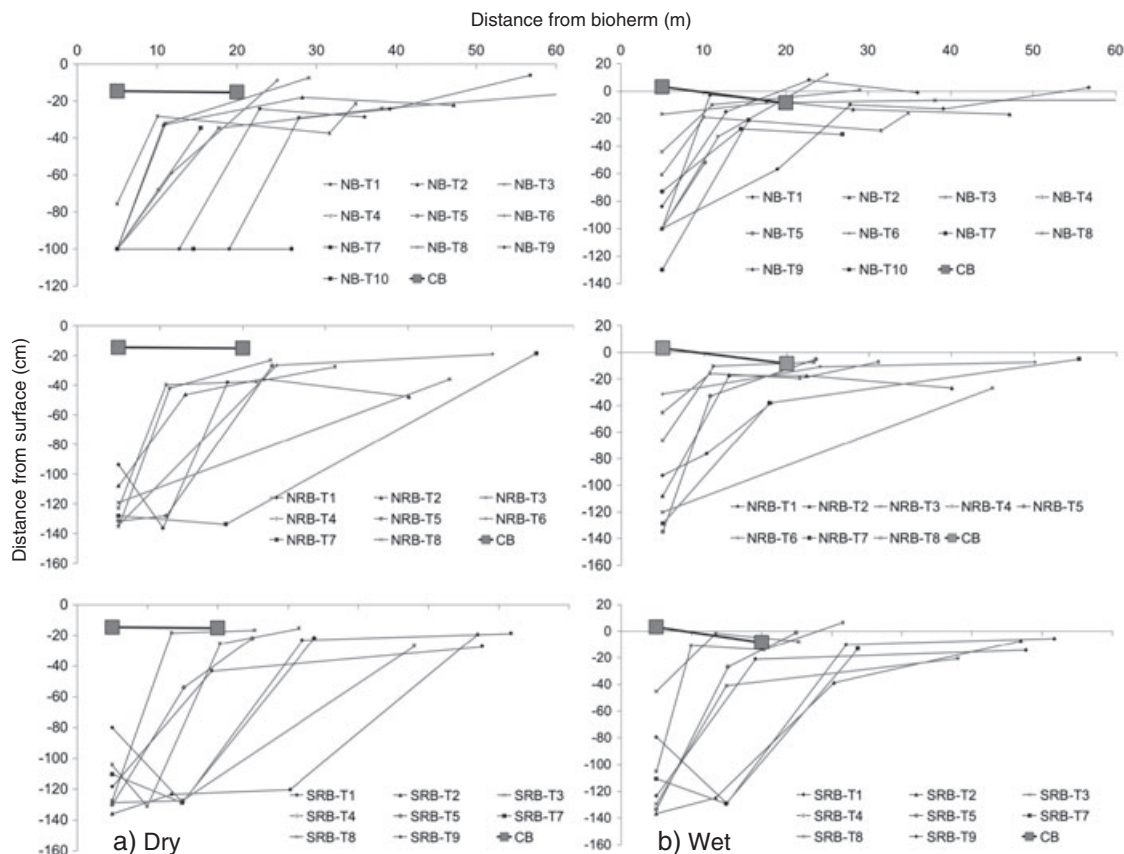 Distance from bioherm (m)
0 10 20 30 40 50 60
0
-20
-40
-60
-80
-100
-120
NB-T1 NB-T2 NB-T3
NB-T4 NB-T5 NB-T6
NB-T7 NB-T8 NB-T9
NB-T10 CB
0 10 20 30 40 50 60
20
0
-20
-40
-60
-80
-100
-120
-140
NB-T1 NB-T2 NB-T3 NB-T4
NB-T5 NB-T6 NB-T7 NB-T8
NB-T9 NB-T10 CB
Distance from surface (cm)
0
-20
-40
-60
-80
-100
-120
-140
-160
NRB-T1 NRB-T2 NRB-T3
NRB-T4 NRB-T5 NRB-T6
NRB-T7 NRB-T8 CB
20
0
-20
-40
-60
-80
-100
-120
-140
-160
NRB-T1 NRB-T2 NRB-T3 NRB-T4 NRB-T5
NRB-T6 NRB-T7 NRB-T8 CB
0
-20
-40
-60
-80
-100
-120
-140
-160
SRB-T1 SRB-T2 SRB-T3
SRB-T4 SRB-T5 SRB-T7
SRB-T8 SRB-T9 CB
a) Dry
20
0
-20
-40
-60
-80
-100
-120
-140
-160
SRB-T1 SRB-T2 SRB-T3
SRB-T4 SRB-T5 SRB-T7
SRB-T8 SRB-T9 CB
b) Wet